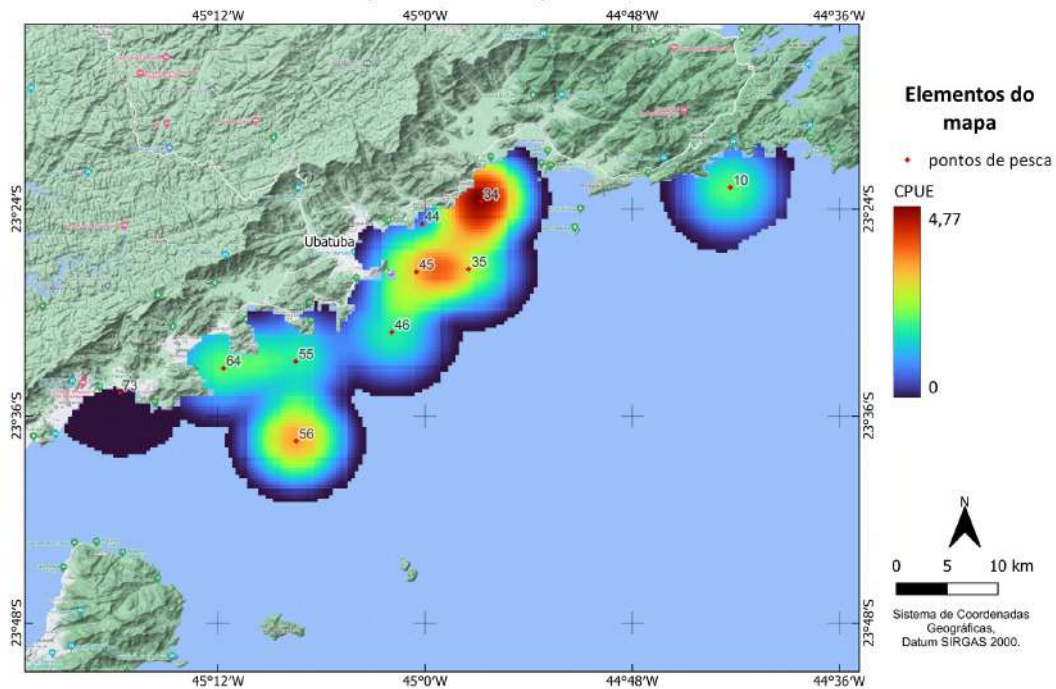 45°12'W
45°0'W
44°48'W
44°36'W
Elementos do
mapa
pontos de pesca
CPUE
4,77
0
10
34
23°24'S
23°24'S
44
Ubatuba
45
35
46
55
64
73
23°36'S
23°36'S
56
N
0 5 10 km
Sistema de Coordenadas
Geográficas,
Datum SIRGAS 2000.
23°48'S
23°48'S
45°12'W
45°0'W
44°48'W
44°36'W